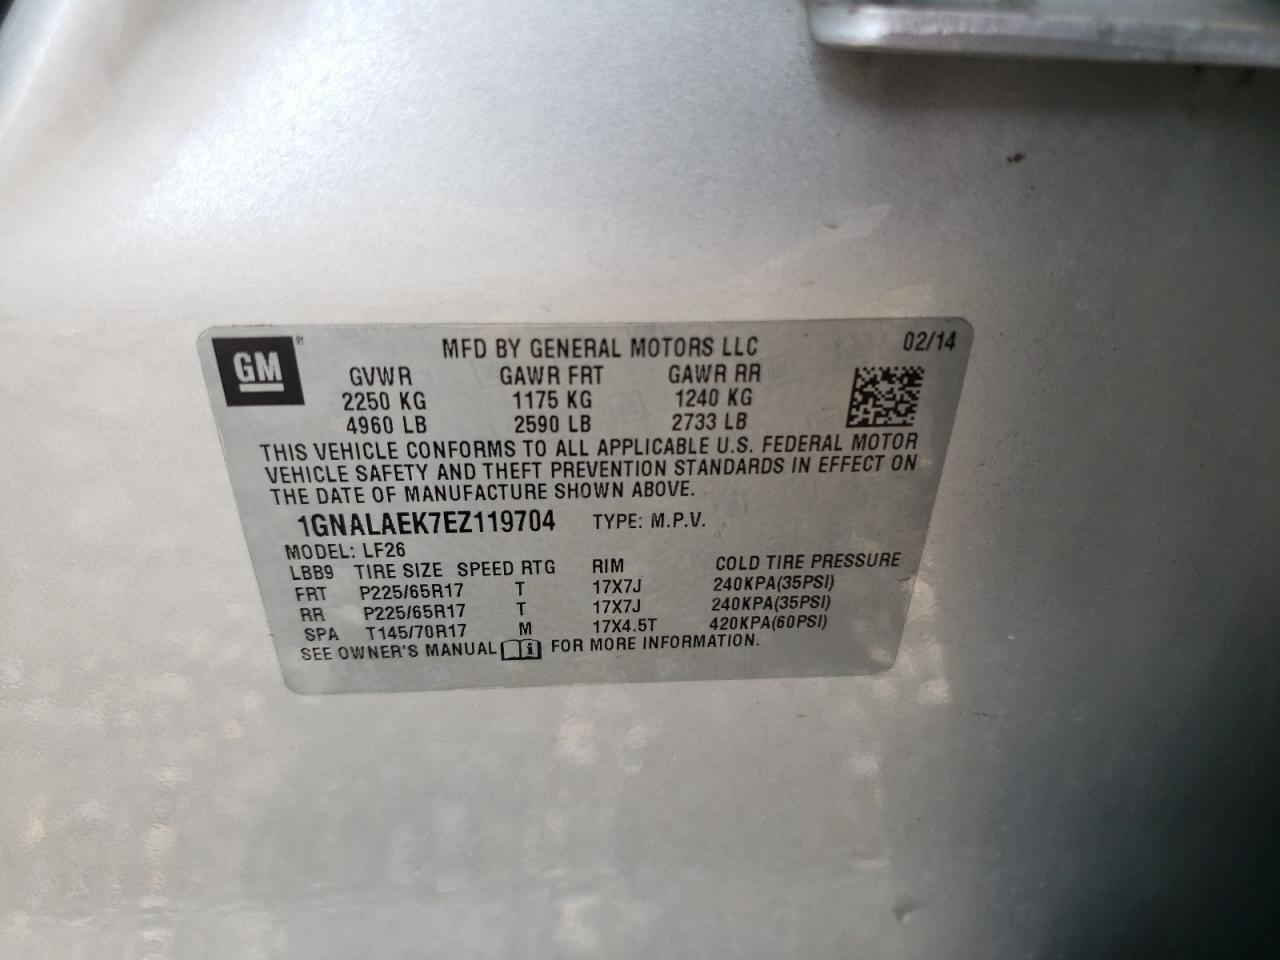 GM ® MFD BY GENERAL MOTORS LLC 02/14
GVWR GAWR FRT GAWR RR
2250 KG 1175 KG 1240 KG
4960 LB 2590 LB 2733 LB
THIS VEHICLE CONFORMS TO ALL APPLICABLE U.S. FEDERAL MOTOR
VEHICLE SAFETY AND THEFT PREVENTION STANDARDS IN EFFECT ON
THE DATE OF MANUFACTURE SHOWN ABOVE.
1GNALAEK7EZ119704 TYPE: M.P.V.
MODEL: LF26
LBB9 TIRE SIZE SPEED RTG RIM COLD TIRE PRESSURE
FRT P225/65R17 T 17X7J 240KPA(35PSI)
RR P225/65R17 T 17X7J 240KPA(35PSI)
SPA T145/70R17 M 17X4.5T 420KPA(60PSI)
SEE OWNER'S MANUAL i FOR MORE INFORMATION.